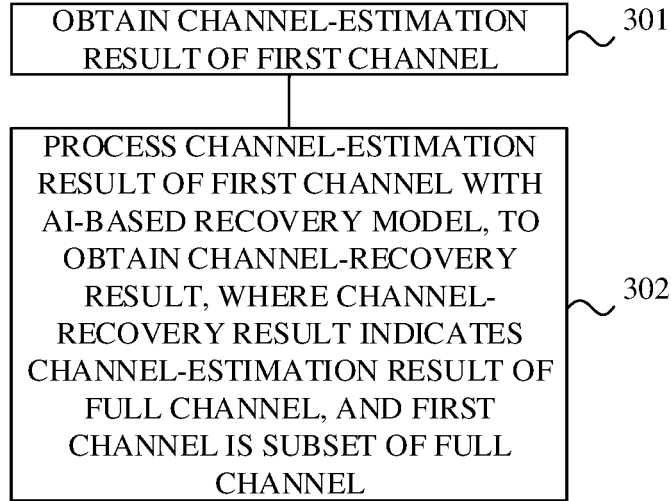 OBTAIN CHANNEL-ESTIMATION
RESULT OF FIRST CHANNEL
301
PROCESS CHANNEL-ESTIMATION
RESULT OF FIRST CHANNEL WITH
AI-BASED RECOVERY MODEL, TO
OBTAIN CHANNEL-RECOVERY
RESULT, WHERE CHANNEL-
RECOVERY RESULT INDICATES
CHANNEL-ESTIMATION RESULT OF
FULL CHANNEL, AND FIRST
CHANNEL IS SUBSET OF FULL
CHANNEL
302